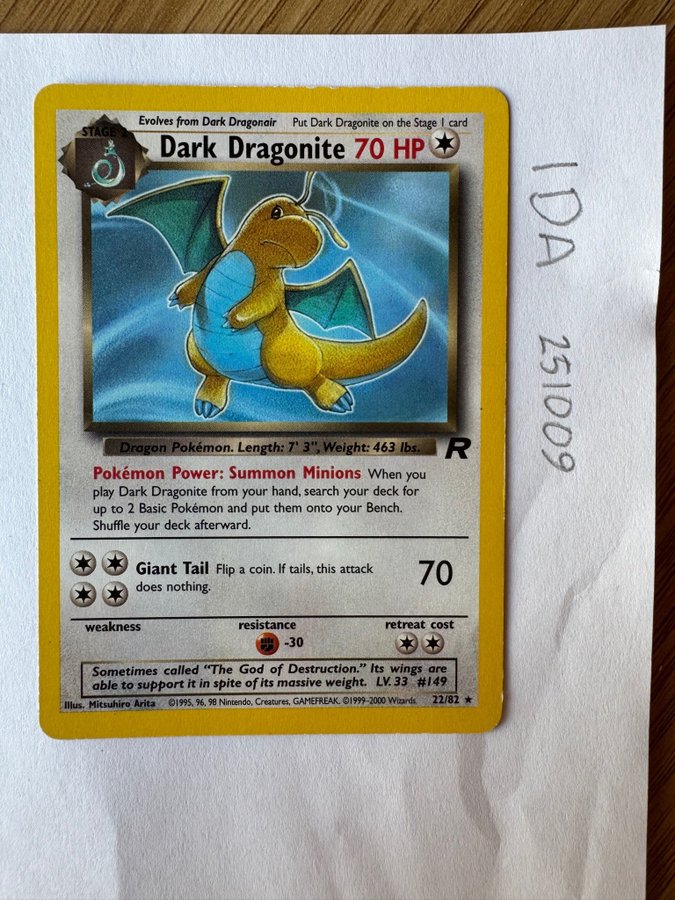 Evolves from Dark Dragonair Put Dark Dragonite on the Stage 1 card
STAGE 2
Dark Dragonite 70 HP
Dragon Pokémon. Length: 7' 3", Weight: 463 lbs.
R
Pokémon Power: Summon Minions When you
play Dark Dragonite from your hand, search your deck for
up to 2 Basic Pokémon and put them onto your Bench.
Shuffle your deck afterward.
Giant Tail Flip a coin. If tails, this attack
does nothing.
70
weakness resistance retreat cost
-30
Sometimes called "The God of Destruction." Its wings are
able to support it in spite of its massive weight. LV. 33 #149
Illus. Mitsuhiro Arita ©1995, 96, 98 Nintendo, Creatures, GAMEFREAK. ©1999-2000 Wizards. 22/82 ★
IDA 251009